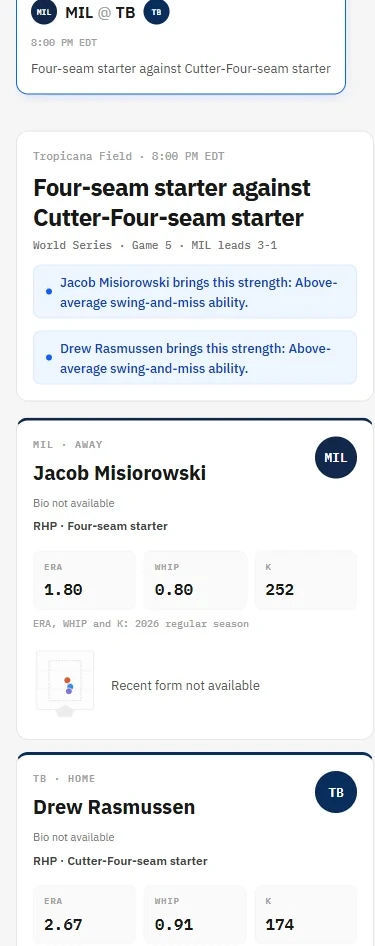 MIL MIL @ TB TB
8:00 PM EDT
Four-seam starter against Cutter-Four-seam starter
Tropicana Field · 8:00 PM EDT
Four-seam starter against
Cutter-Four-seam starter
World Series · Game 5 · MIL leads 3-1
Jacob Misiorowski brings this strength: Above-
average swing-and-miss ability.
Drew Rasmussen brings this strength: Above-
average swing-and-miss ability.
MIL · AWAY
MIL
Jacob Misiorowski
Bio not available
RHP · Four-seam starter
ERA WHIP K
1.80 0.80 252
ERA, WHIP and K: 2026 regular season
Recent form not available
TB · HOME
TB
Drew Rasmussen
Bio not available
RHP · Cutter-Four-seam starter
ERA WHIP K
2.67 0.91 174